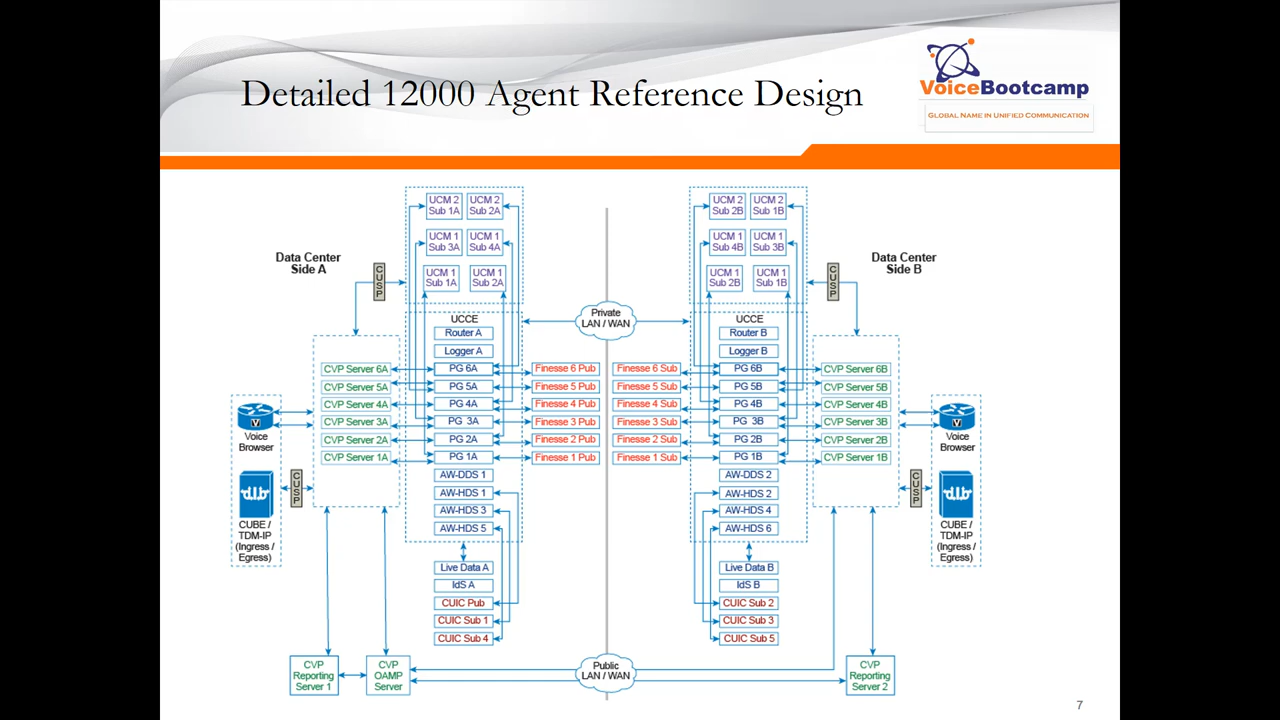 Detailed 12000 Agent Reference Design
VoiceBootcamp
GLOBAL NAME IN UNIFIED COMMUNICATION
Data Center
Side A
CUSP
UCM 2
Sub 1A
UCM 2
Sub 2A
UCM 1
Sub 3A
UCM 1
Sub 4A
UCM 1
Sub 1A
UCM 1
Sub 2A
UCCE
Router A
Logger A
PG 6A
PG 5A
PG 4A
PG 3A
PG 2A
PG 1A
AW-DDS 1
AW-HDS 1
AW-HDS 3
AW-HDS 5
Live Data A
IdS A
CUIC Pub
CUIC Sub 1
CUIC Sub 4
CVP Server 6A
CVP Server 5A
CVP Server 4A
CVP Server 3A
CVP Server 2A
CVP Server 1A
V
Voice
Browser
CUSP
CUBE /
TDM-IP
(Ingress /
Egress)
CVP
Reporting
Server 1
CVP
OAMP
Server
Finesse 6 Pub
Finesse 5 Pub
Finesse 4 Pub
Finesse 3 Pub
Finesse 2 Pub
Finesse 1 Pub
Private
LAN / WAN
Public
LAN / WAN
Finesse 6 Sub
Finesse 5 Sub
Finesse 4 Sub
Finesse 3 Sub
Finesse 2 Sub
Finesse 1 Sub
UCM 2
Sub 2B
UCM 2
Sub 1B
UCM 1
Sub 4B
UCM 1
Sub 3B
UCM 1
Sub 2B
UCM 1
Sub 1B
UCCE
Router B
Logger B
PG 6B
PG 5B
PG 4B
PG 3B
PG 2B
PG 1B
AW-DDS 2
AW-HDS 2
AW-HDS 4
AW-HDS 6
Live Data B
IdS B
CUIC Sub 2
CUIC Sub 3
CUIC Sub 5
Data Center
Side B
CUSP
CVP Server 6B
CVP Server 5B
CVP Server 4B
CVP Server 3B
CVP Server 2B
CVP Server 1B
V
Voice
Browser
CUSP
CUBE /
TDM-IP
(Ingress /
Egress)
CVP
Reporting
Server 2
7